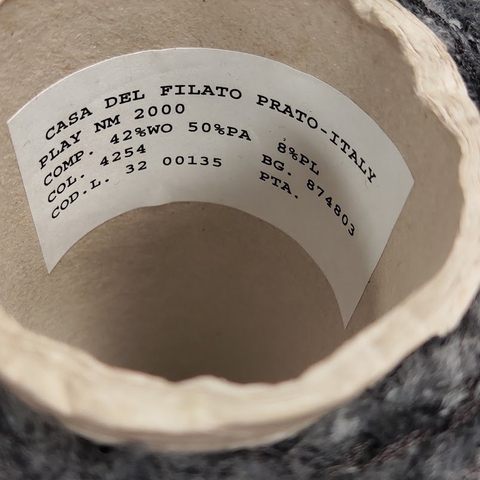 CASA DEL FILATO PRATO-ITALY
PLAY NM 2000
COMP. 42%WO 50%PA 8%PL
COL. 4254 BG. 874803
COD.L. 32 00135 PTA.